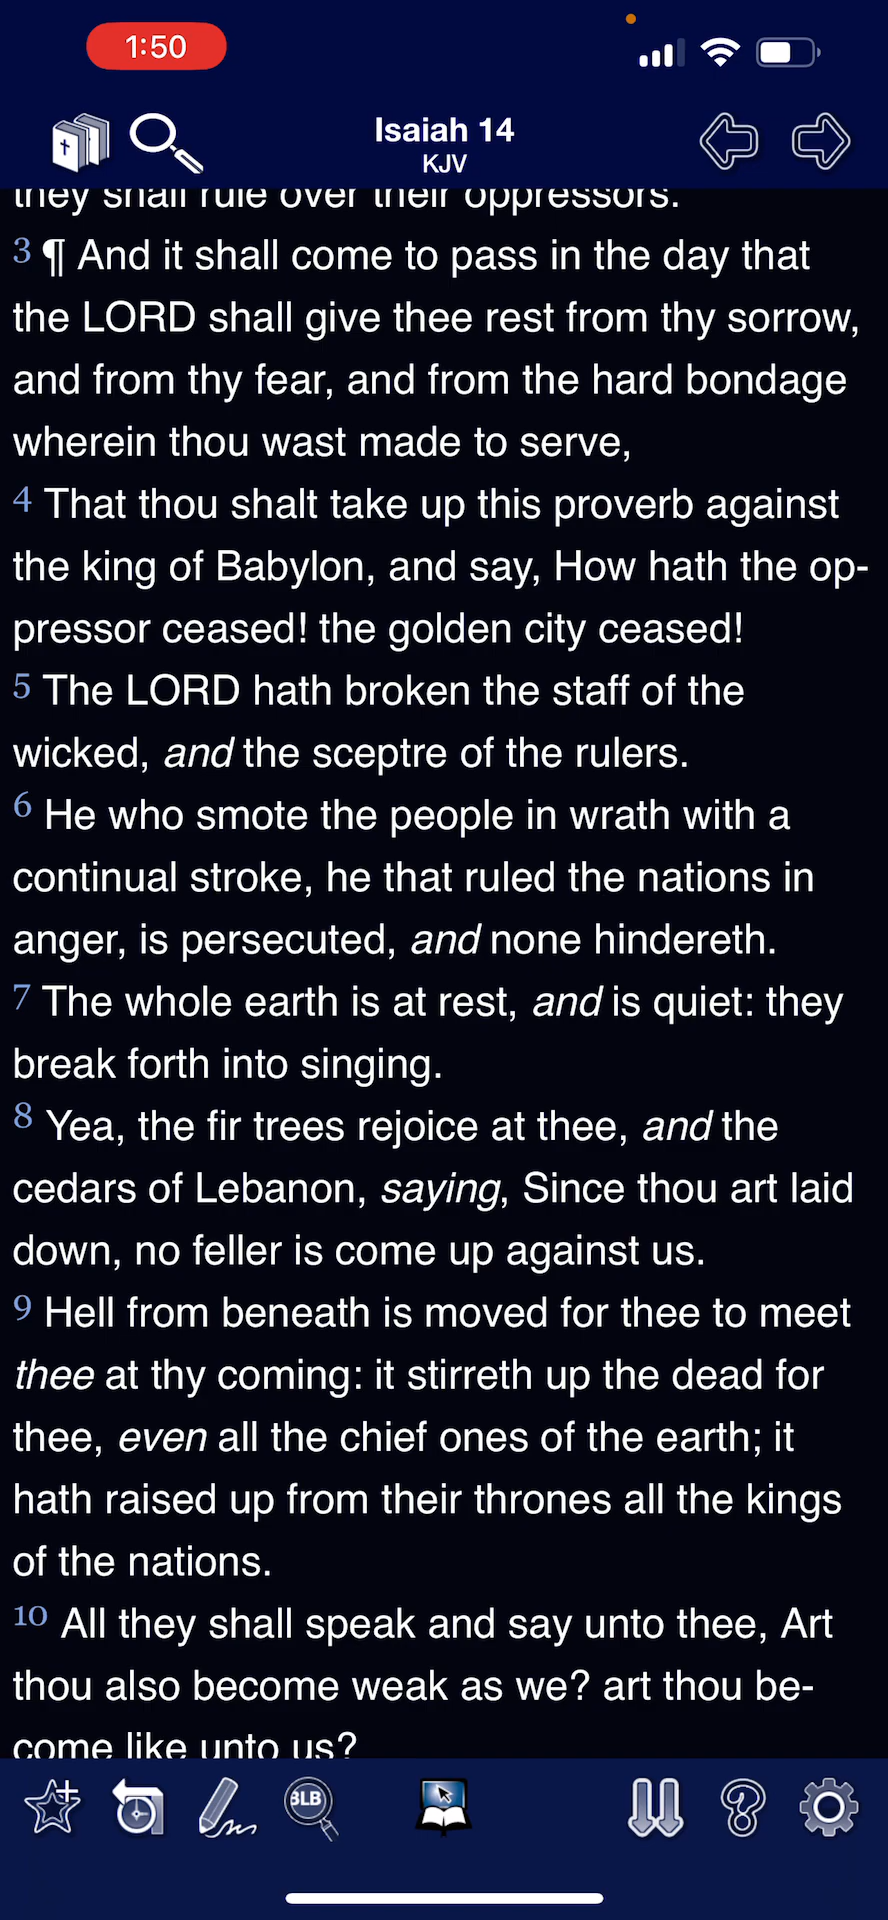 1:50
Isaiah 14
KJV
they shall rule over their oppressors.
3 ¶ And it shall come to pass in the day that
the LORD shall give thee rest from thy sorrow,
and from thy fear, and from the hard bondage
wherein thou wast made to serve,
4 That thou shalt take up this proverb against
the king of Babylon, and say, How hath the op-
pressor ceased! the golden city ceased!
5 The LORD hath broken the staff of the
wicked, and the sceptre of the rulers.
6 He who smote the people in wrath with a
continual stroke, he that ruled the nations in
anger, is persecuted, and none hindereth.
7 The whole earth is at rest, and is quiet: they
break forth into singing.
8 Yea, the fir trees rejoice at thee, and the
cedars of Lebanon, saying, Since thou art laid
down, no feller is come up against us.
9 Hell from beneath is moved for thee to meet
thee at thy coming: it stirreth up the dead for
thee, even all the chief ones of the earth; it
hath raised up from their thrones all the kings
of the nations.
10 All they shall speak and say unto thee, Art
thou also become weak as we? art thou be-
come like unto us?
BLB